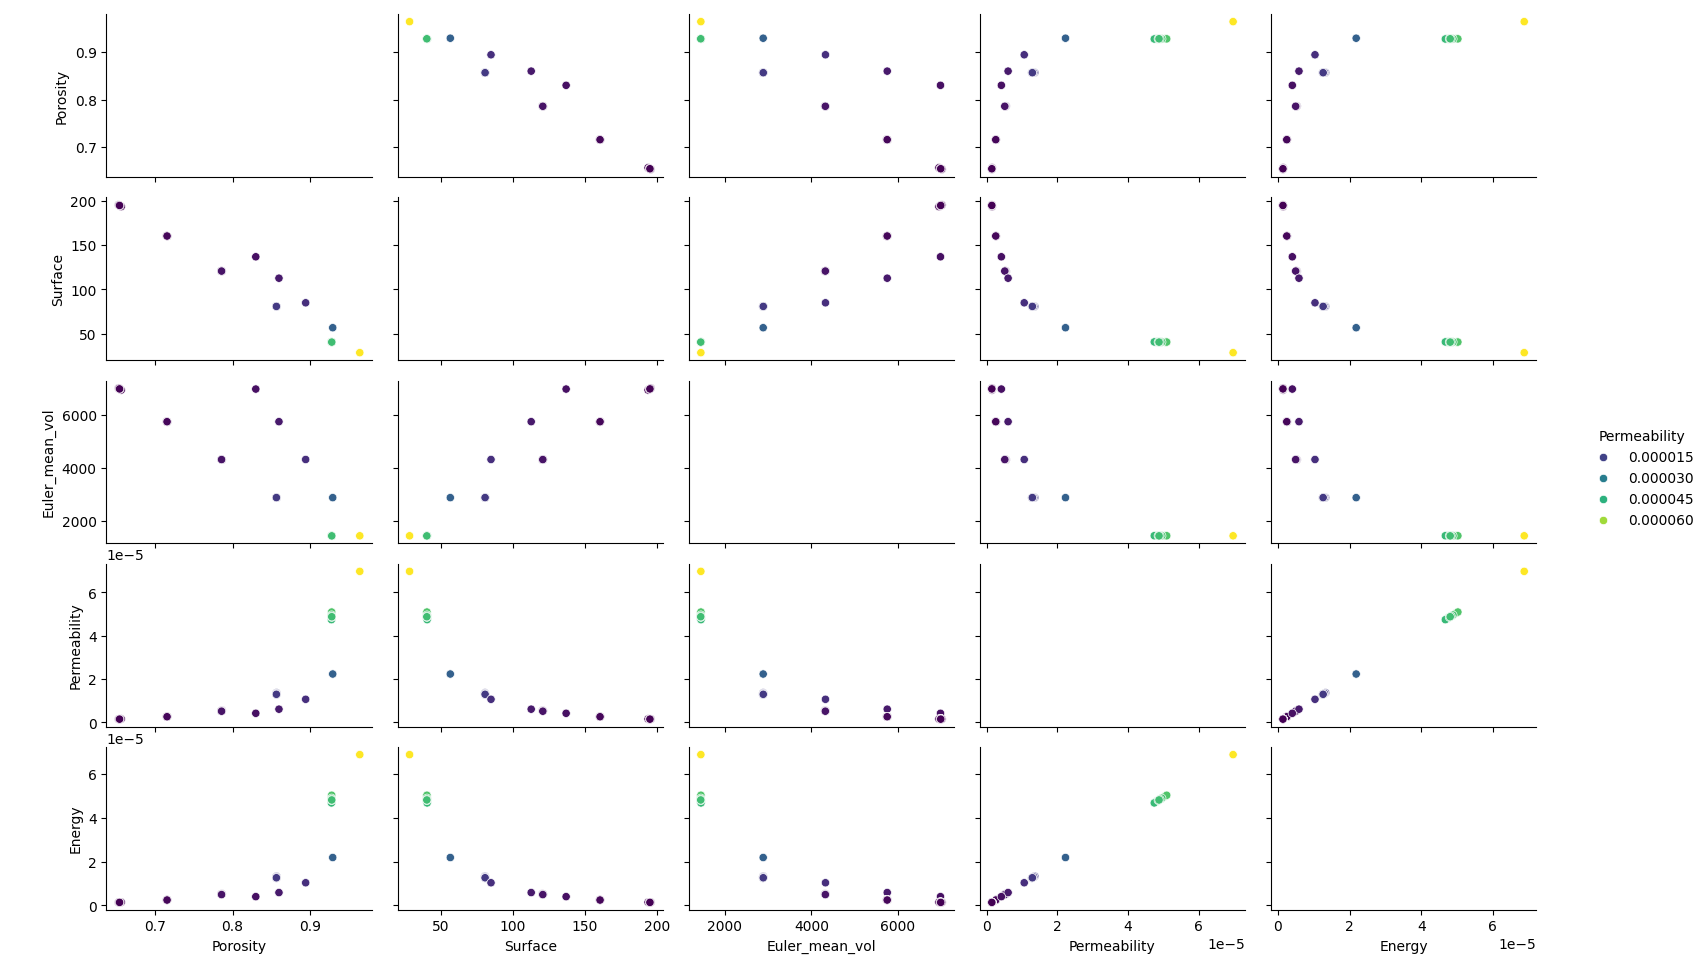 Porosity
0.9
0.8
0.7
Surface
200
150
100
50
Euler_mean_vol
6000
4000
2000
Permeability
0.000015
0.000030
0.000045
0.000060
1e−5
Permeability
6
4
2
0
1e−5
Energy
6
4
2
0
0.7 0.8 0.9
Porosity
50 100 150 200
Surface
2000 4000 6000
Euler_mean_vol
0 2 4 6
1e−5
Permeability
0 2 4 6
1e−5
Energy